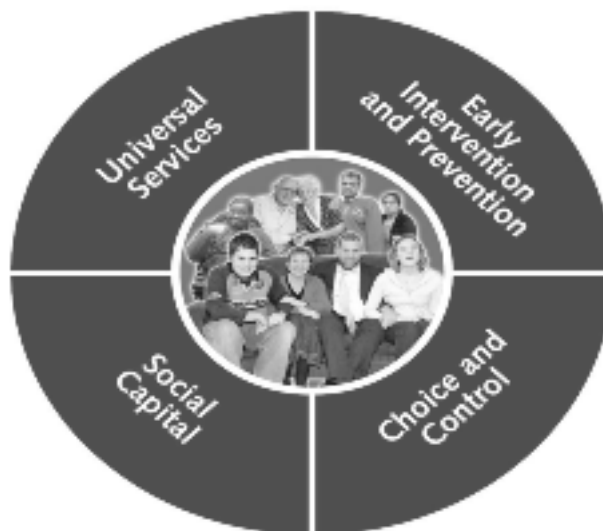 Universal
Services
Early
Intervention
and Prevention
Social
Capital
Choice and
Control